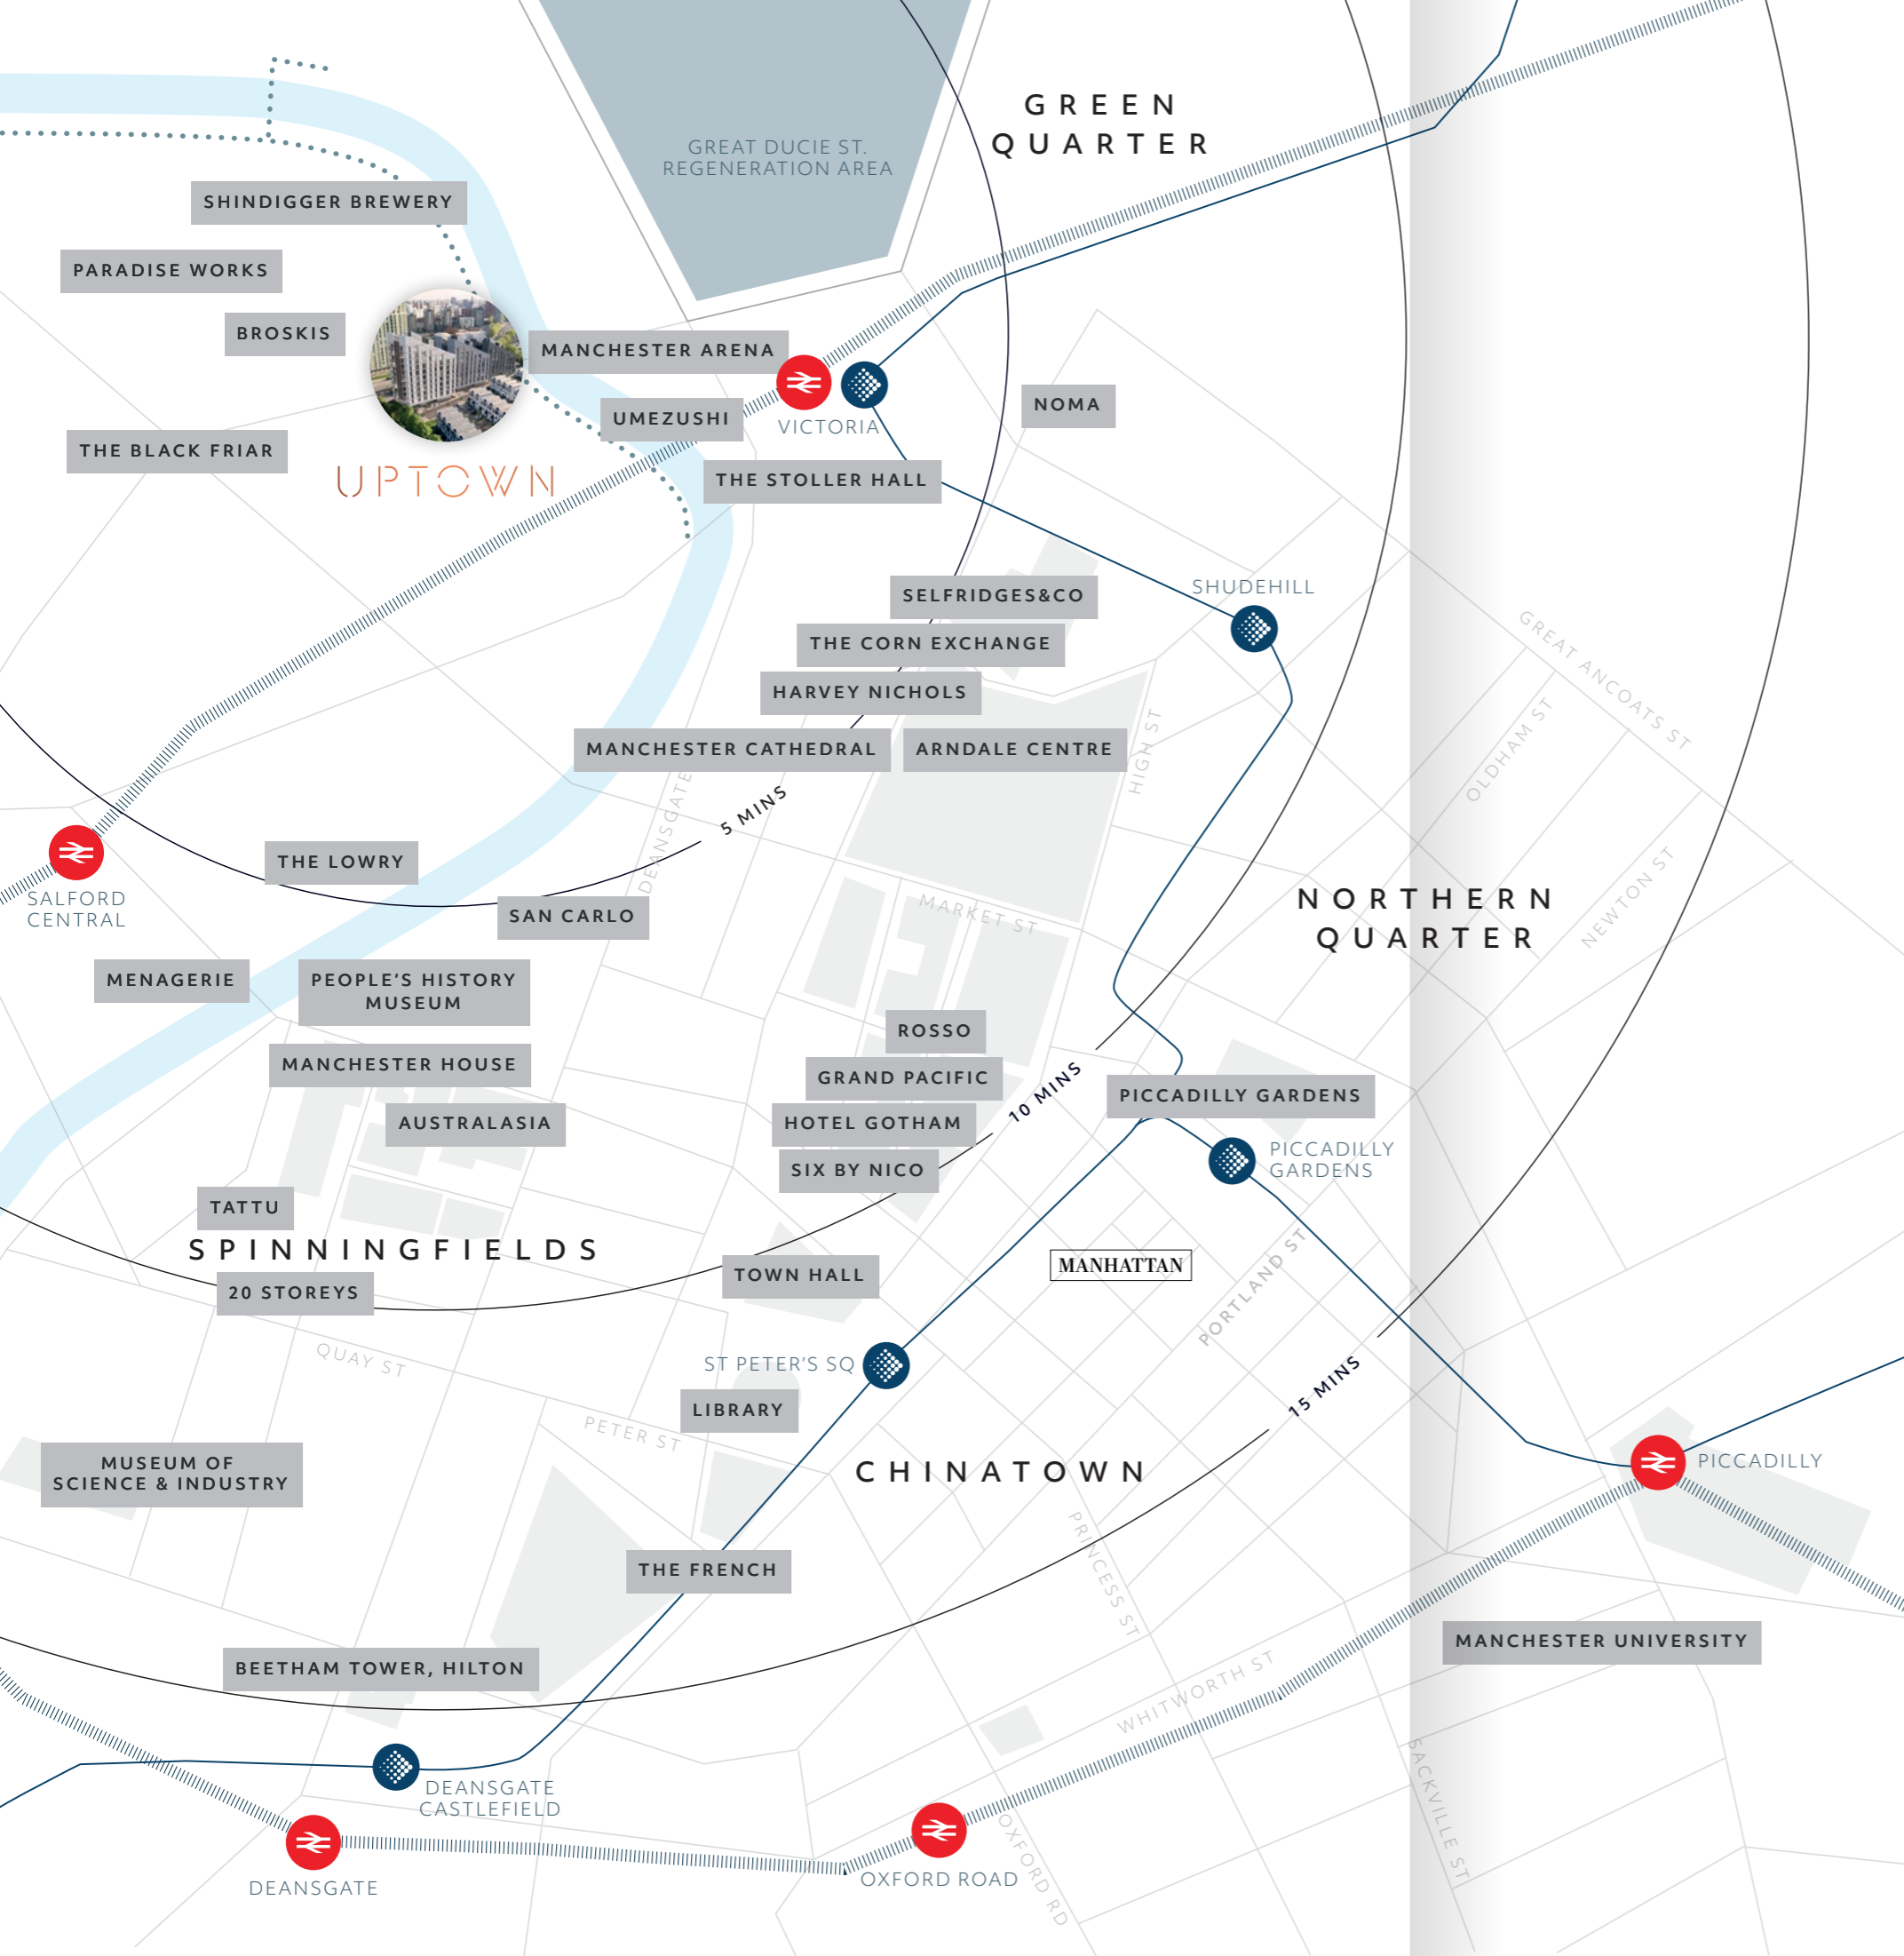 GREEN
QUARTER
GREAT DUCIE ST.
REGENERATION AREA
SHINDIGGER BREWERY
PARADISE WORKS
BROSKIS
MANCHESTER ARENA
NOMA
UMEZUSHI
VICTORIA
THE BLACK FRIAR
UPTOWN
THE STOLLER HALL
SELFRIDGES&CO
SHUDEHILL
THE CORN EXCHANGE
GREAT ANCOATS ST
HARVEY NICHOLS
MANCHESTER CATHEDRAL
ARNDALE CENTRE
HIGH ST
OLDHAM ST
DEANSGATE
5 MINS
THE LOWRY
SALFORD
CENTRAL
SAN CARLO
MARKET ST
NORTHERN
QUARTER
NEWTON ST
MENAGERIE
PEOPLE'S HISTORY
MUSEUM
ROSSO
MANCHESTER HOUSE
GRAND PACIFIC
10 MINS
PICCADILLY GARDENS
AUSTRALASIA
HOTEL GOTHAM
PICCADILLY
GARDENS
SIX BY NICO
TATTU
SPINNINGFIELDS
MANHATTAN
PORTLAND ST
TOWN HALL
20 STOREYS
QUAY ST
ST PETER'S SQ
15 MINS
LIBRARY
PETER ST
MUSEUM OF
SCIENCE & INDUSTRY
CHINATOWN
PICCADILLY
THE FRENCH
PRINCESS ST
MANCHESTER UNIVERSITY
BEETHAM TOWER, HILTON
WHITWORTH ST
DEANSGATE
CASTLEFIELD
SACKVILLE ST
DEANSGATE
OXFORD ROAD
OXFORD RD